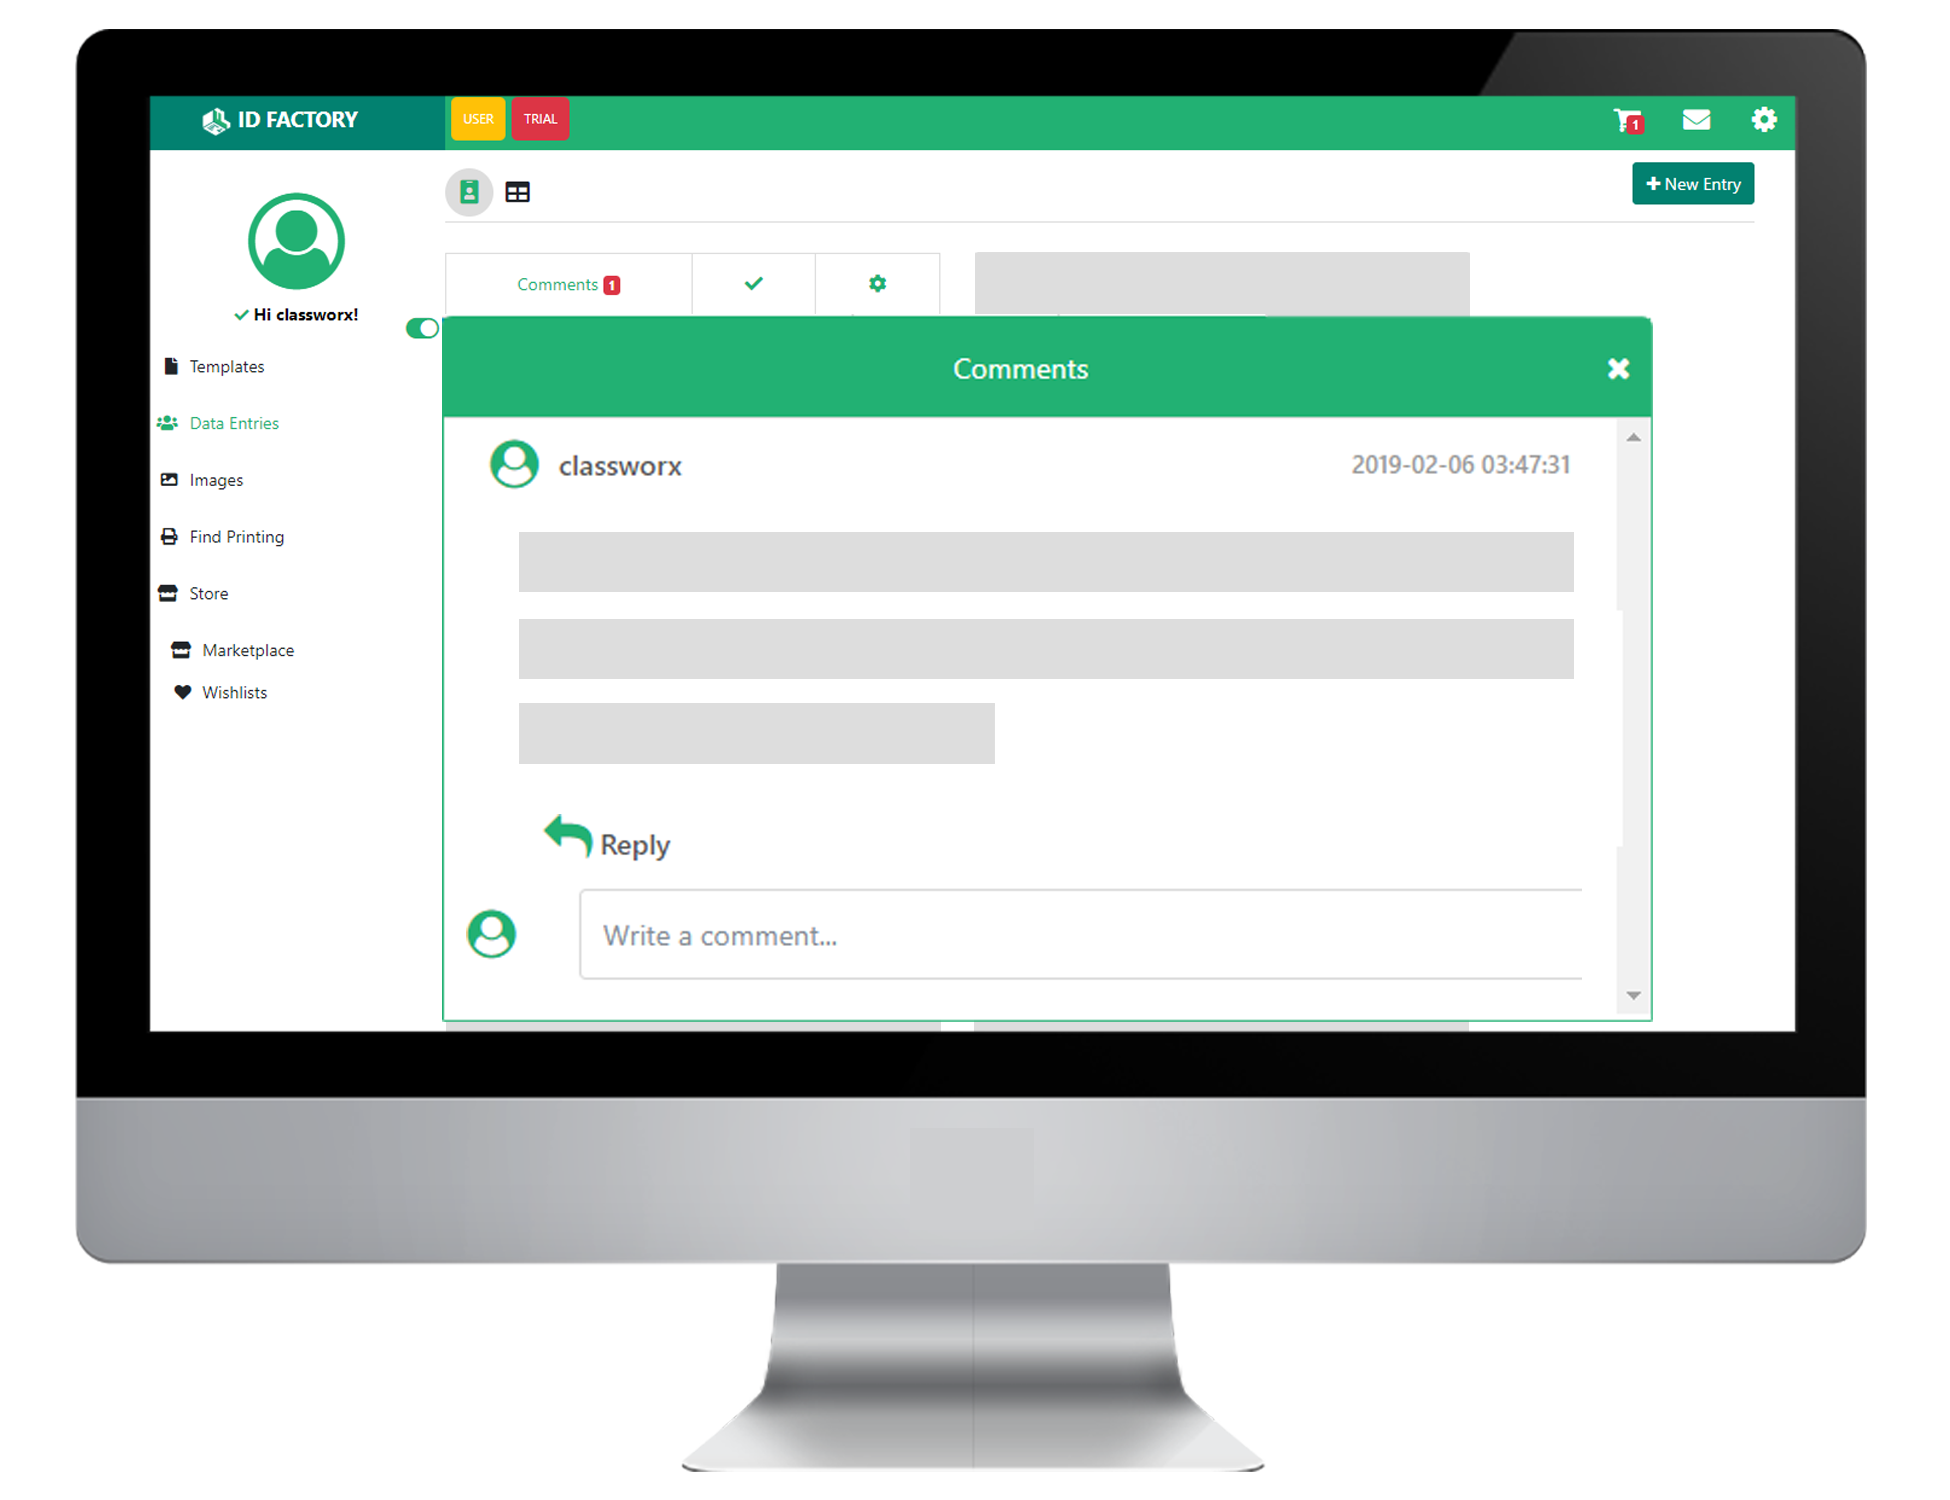 ID FACTORY
USER
TRIAL
1
New Entry
Comments 1
Hi classworx!
Templates
Data Entries
Images
Find Printing
Store
Marketplace
Wishlists
Comments
classworx
2019-02-06 03:47:31
Reply
Write a comment...